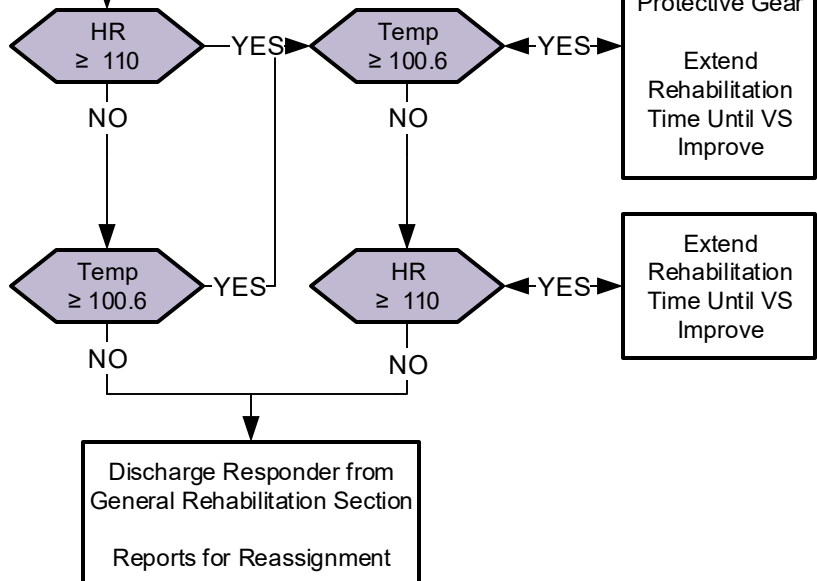 Protective Gear
HR
≥ 110
YES
Temp
≥ 100.6
YES
Extend
Rehabilitation
Time Until VS
Improve
NO
NO
Temp
≥ 100.6
YES
HR
≥ 110
YES
Extend
Rehabilitation
Time Until VS
Improve
NO
NO
Discharge Responder from
General Rehabilitation Section
Reports for Reassignment